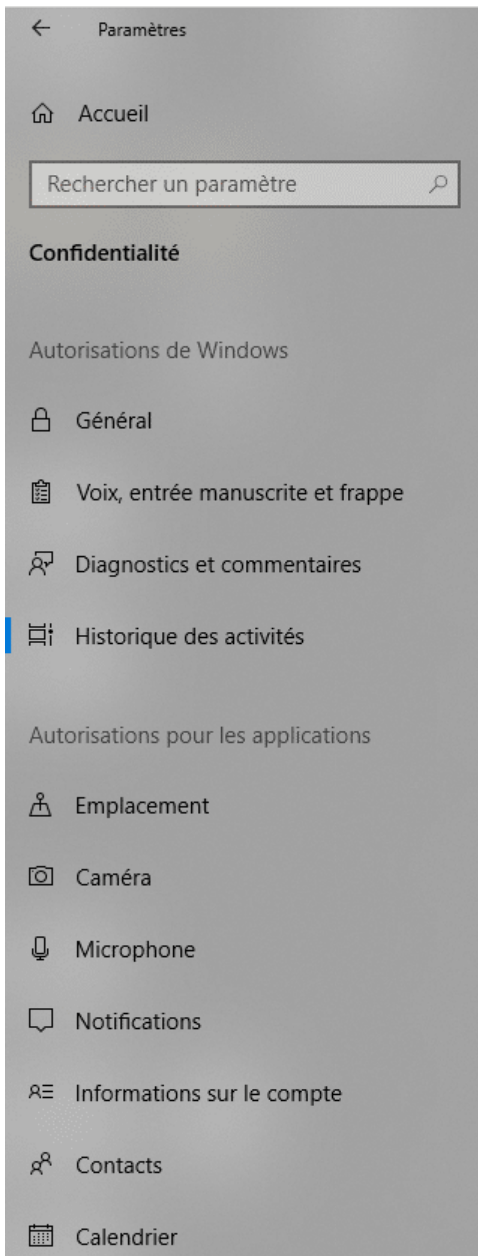 Paramètres
Accueil
Rechercher un paramètre
Confidentialité
Autorisations de Windows
Général
Voix, entrée manuscrite et frappe
Diagnostics et commentaires
Historique des activités
Autorisations pour les applications
Emplacement
Caméra
Microphone
Notifications
Informations sur le compte
Contacts
Calendrier